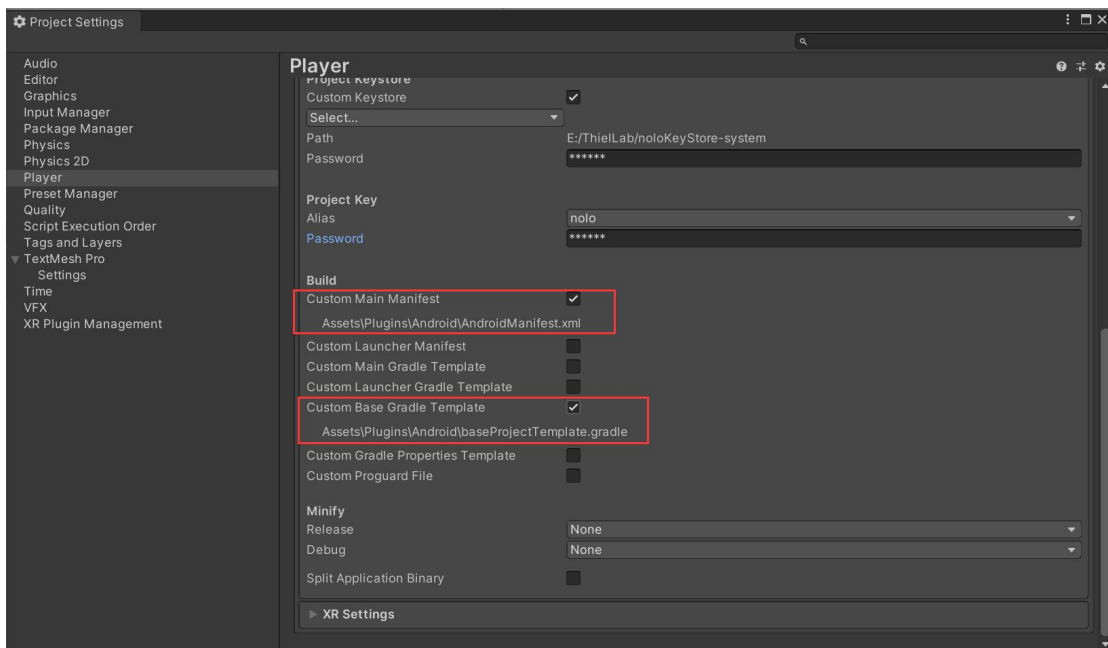 Project Settings
Audio
Editor
Graphics
Input Manager
Package Manager
Physics
Physics 2D
Player
Preset Manager
Quality
Script Execution Order
Tags and Layers
TextMesh Pro
Settings
Time
VFX
XR Plugin Management
Player
Project Keystore
Custom Keystore
Select...
Path E:/ThielLab/noloKeyStore-system
Password ******
Project Key
Alias nolo
Password ******
Build
Custom Main Manifest
Assets\Plugins\Android\AndroidManifest.xml
Custom Launcher Manifest
Custom Main Gradle Template
Custom Launcher Gradle Template
Custom Base Gradle Template
Assets\Plugins\Android\baseProjectTemplate.gradle
Custom Gradle Properties Template
Custom Proguard File
Minify
Release None
Debug None
Split Application Binary
XR Settings